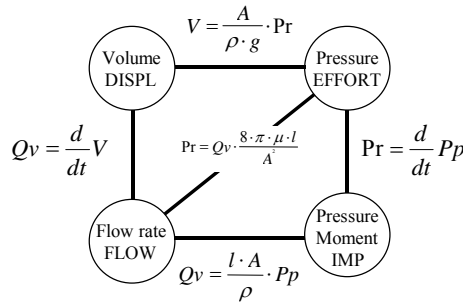 V = A / ρ · g · Pr
Volume
DISPL
Pressure
EFFORT
Qv = d / dt V
Pr = Qv · 8 · π · μ · l / A²
Pr = d / dt Pp
Flow rate
FLOW
Pressure
Moment
IMP
Qv = l · A / ρ · Pp